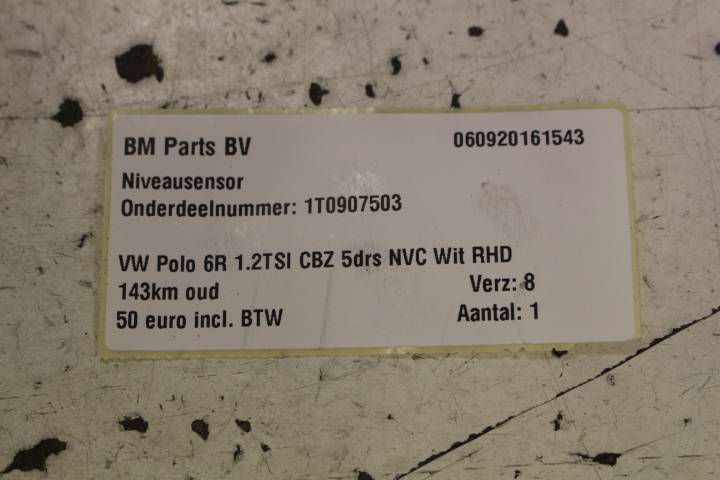 BM Parts BV 060920161543
Niveausensor
Onderdeelnummer: 1T0907503
VW Polo 6R 1.2TSI CBZ 5drs NVC Wit RHD
143km oud Verz: 8
50 euro incl. BTW Aantal: 1